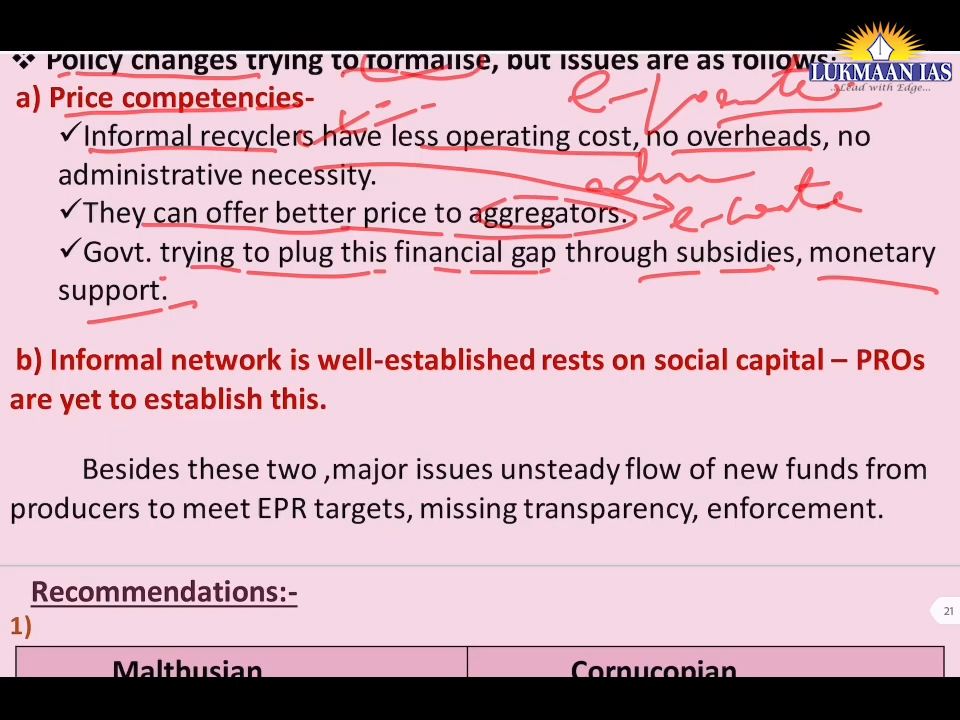 ❖ Policy changes trying to formalise, but issues are as follows:
LUKMAAN IAS
...Lead with Edge...
a) Price competencies-
e-waste
✓Informal recyclers have less operating cost, no overheads, no
administrative necessity.
adm
✓They can offer better price to aggregators.
e-waste
✓Govt. trying to plug this financial gap through subsidies, monetary
support.
b) Informal network is well-established rests on social capital – PROs
are yet to establish this.
Besides these two ,major issues unsteady flow of new funds from
producers to meet EPR targets, missing transparency, enforcement.
Recommendations:-
21
1)
Malthusian Cornucopian